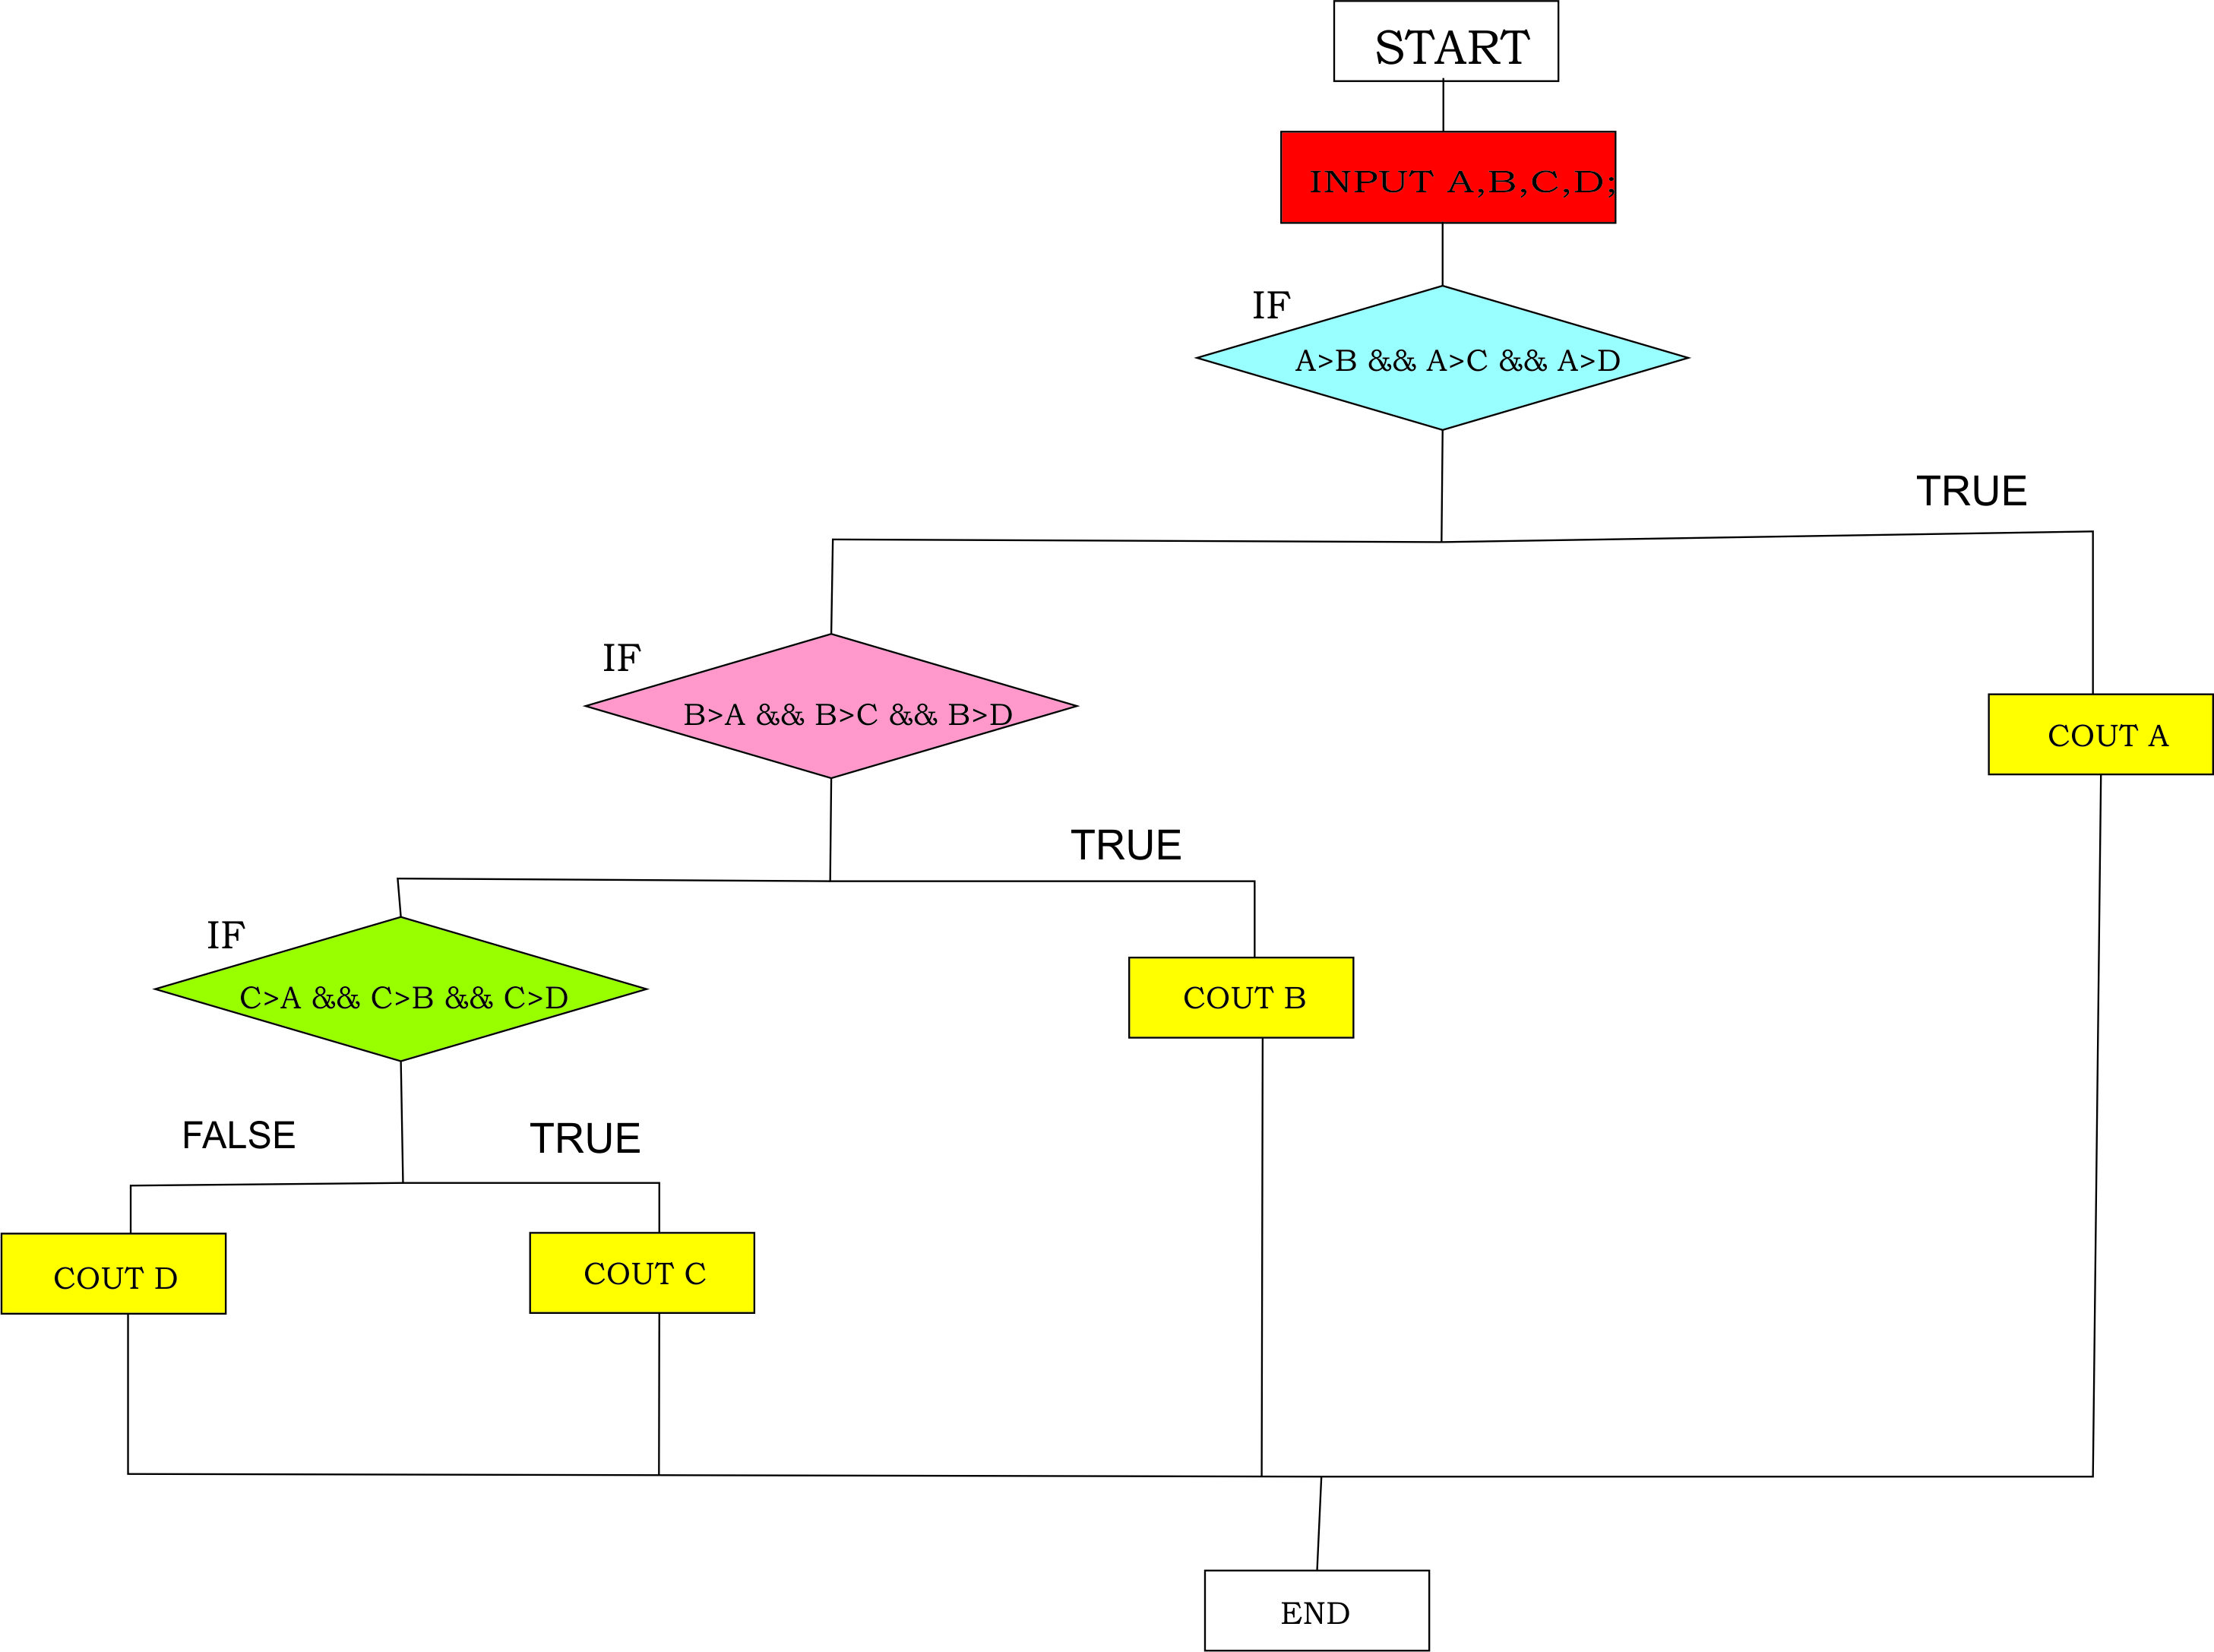 START
INPUT A,B,C,D;
IF
A>B && A>C && A>D
TRUE
IF
B>A && B>C && B>D
COUT A
TRUE
IF
C>A && C>B && C>D
COUT B
FALSE
TRUE
COUT D
COUT C
END